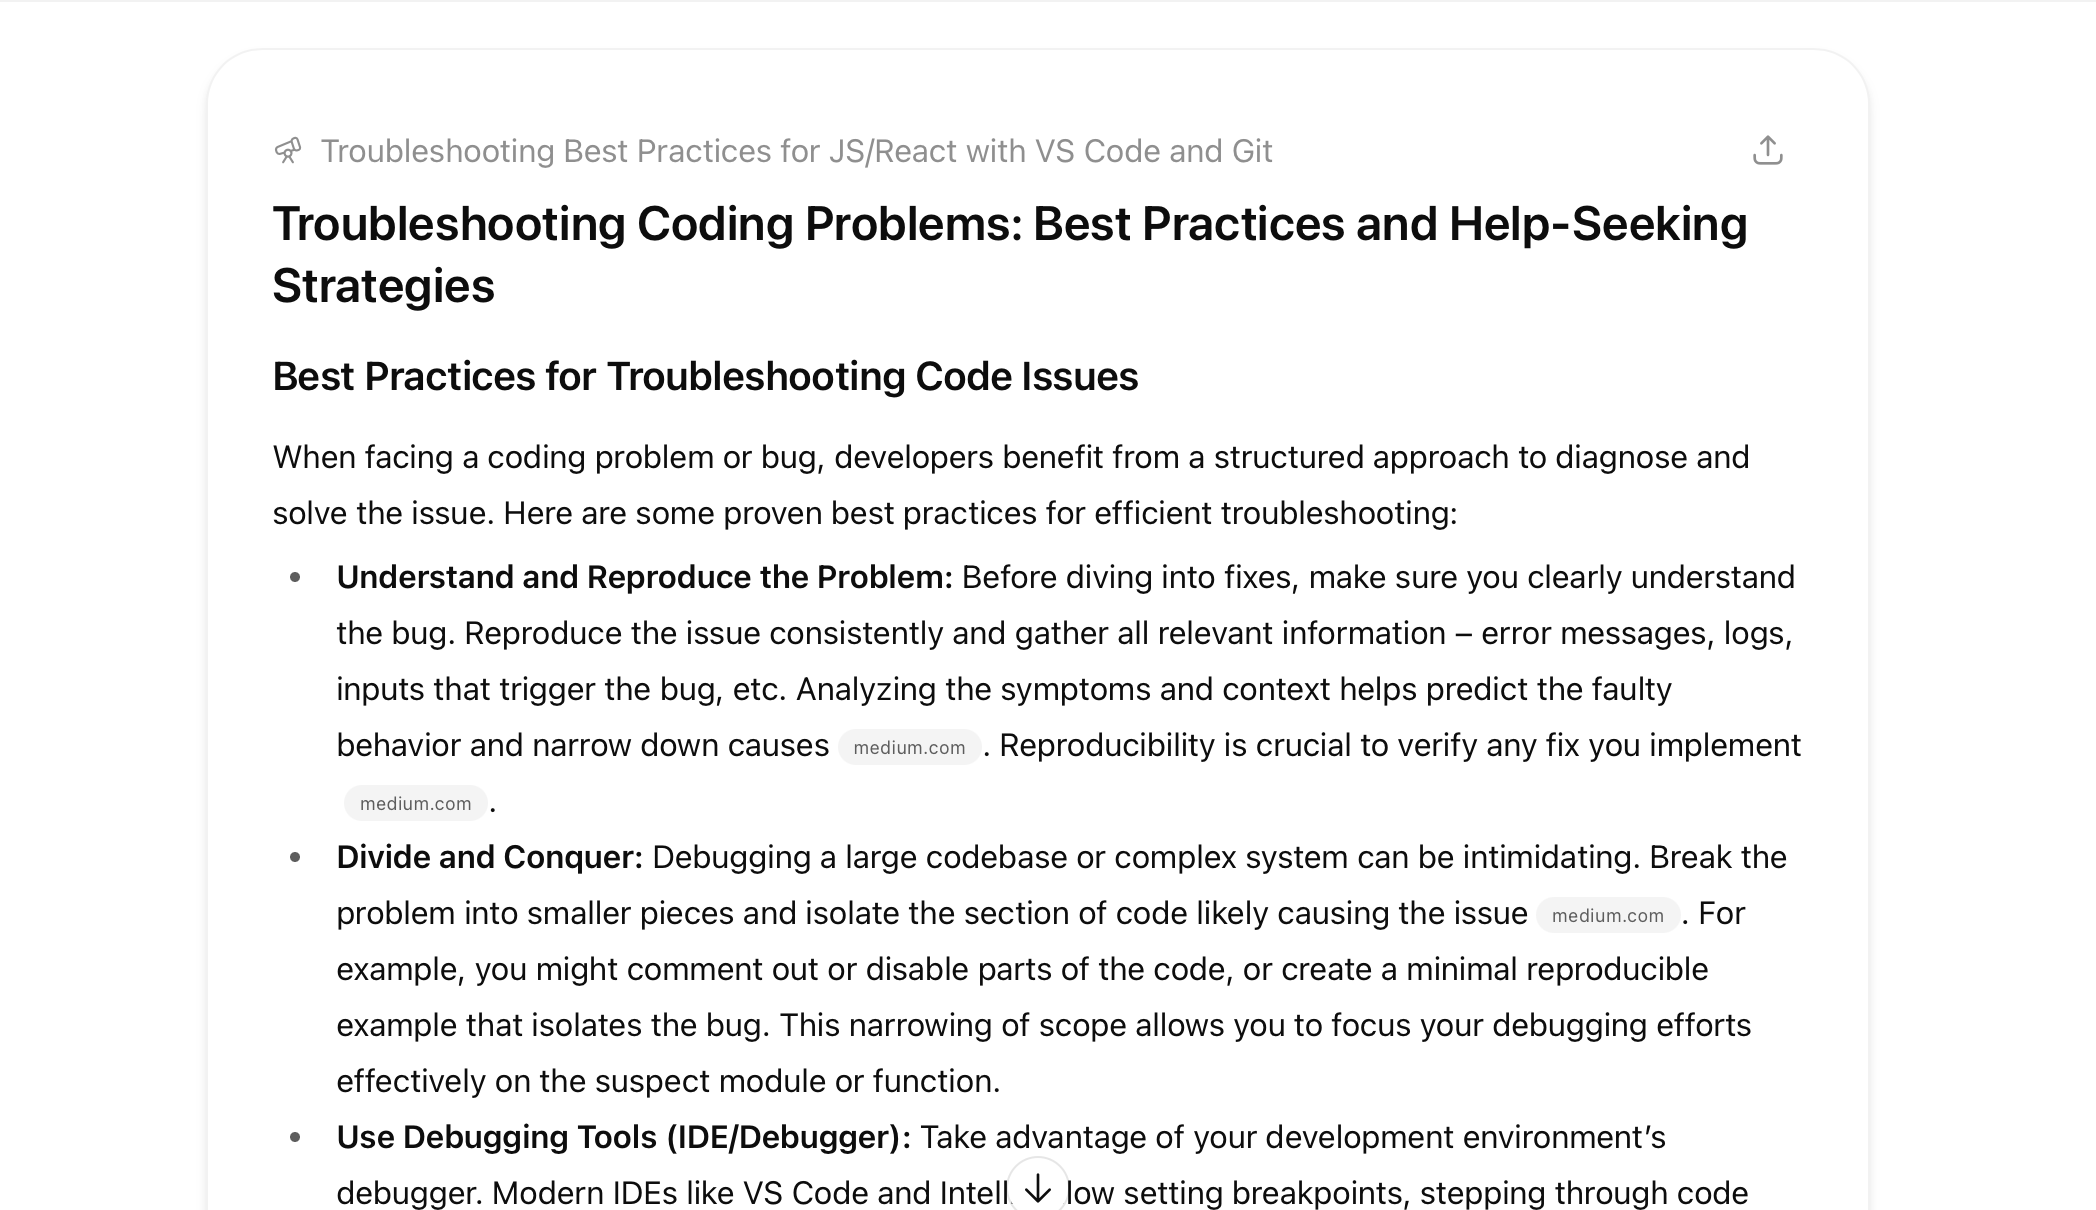 Troubleshooting Best Practices for JS/React with VS Code and Git
Troubleshooting Coding Problems: Best Practices and Help-Seeking
Strategies
Best Practices for Troubleshooting Code Issues
When facing a coding problem or bug, developers benefit from a structured approach to diagnose and
solve the issue. Here are some proven best practices for efficient troubleshooting:
• Understand and Reproduce the Problem: Before diving into fixes, make sure you clearly understand
the bug. Reproduce the issue consistently and gather all relevant information – error messages, logs,
inputs that trigger the bug, etc. Analyzing the symptoms and context helps predict the faulty
behavior and narrow down causes medium.com . Reproducibility is crucial to verify any fix you implement
medium.com .
• Divide and Conquer: Debugging a large codebase or complex system can be intimidating. Break the
problem into smaller pieces and isolate the section of code likely causing the issue medium.com . For
example, you might comment out or disable parts of the code, or create a minimal reproducible
example that isolates the bug. This narrowing of scope allows you to focus your debugging efforts
effectively on the suspect module or function.
• Use Debugging Tools (IDE/Debugger): Take advantage of your development environment’s
debugger. Modern IDEs like VS Code and setting breakpoints, stepping through code